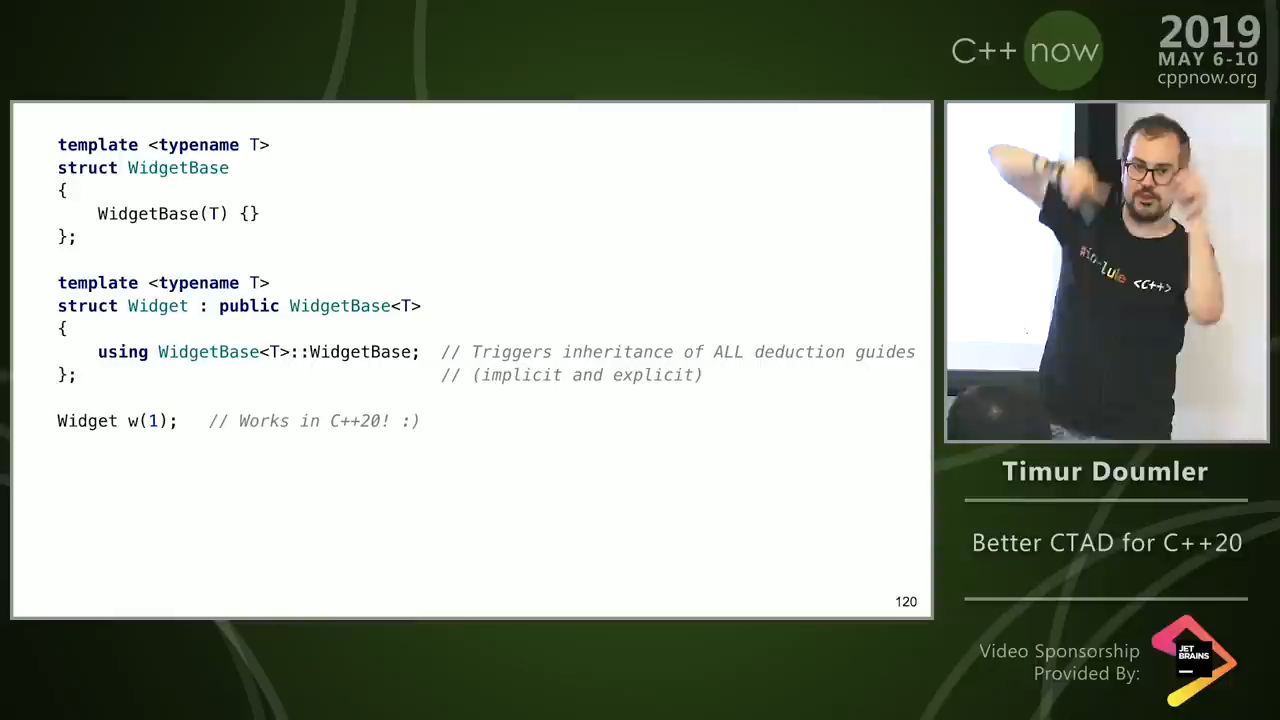 C++ now
2019
MAY 6-10
cppnow.org
template <typename T>
struct WidgetBase
{
    WidgetBase(T) {}
};
template <typename T>
struct Widget : public WidgetBase<T>
{
    using WidgetBase<T>::WidgetBase;  // Triggers inheritance of ALL deduction guides
};                                    // (implicit and explicit)
Widget w(1);   // Works in C++20! :)
120
#include
<C++>
Timur Doumler
Better CTAD for C++20
Video Sponsorship
Provided By:
JET
BRAINS